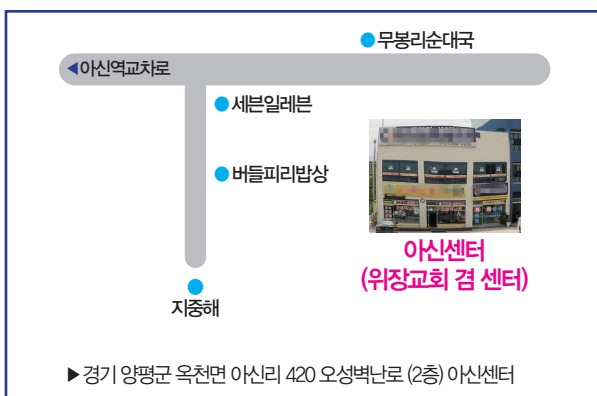 무봉리순대국
◀아신역교차로
세븐일레븐
버들피리밥상
아신센터
(위장교회 겸 센터)
지중해
▶경기 양평군 옥천면 아신리 420 오성벽난로 (2층) 아신센터